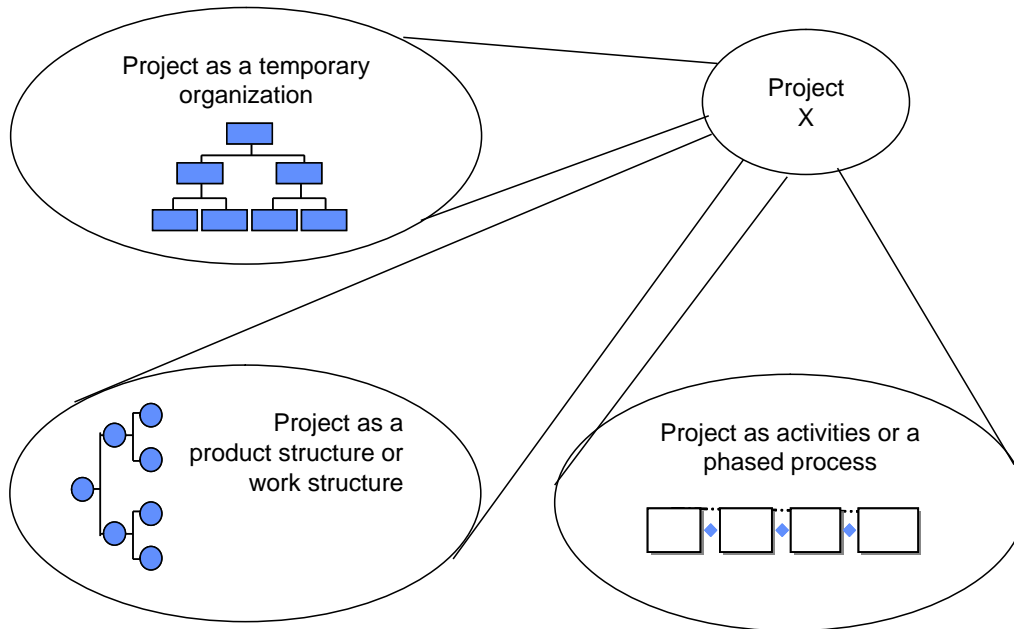 Project as a temporary
organization
Project
X
Project as a
product structure or
work structure
Project as activities or a
phased process